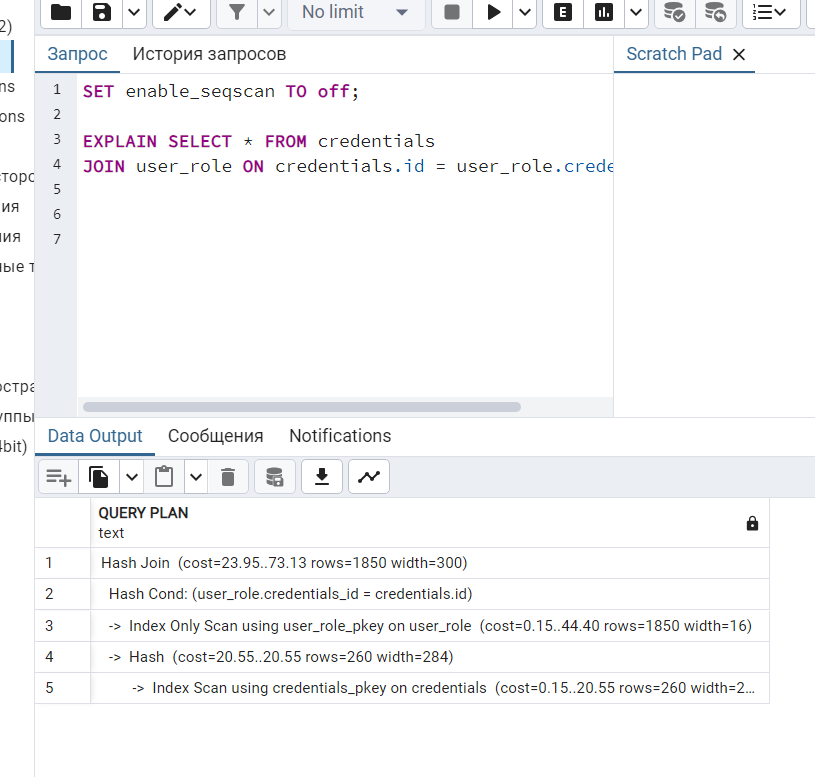 2)
No limit
E
Запрос
История запросов
Scratch Pad
ns
ons
ия
ия
4bit)
1 SET enable_seqscan TO off;
2
3 EXPLAIN SELECT * FROM credentials
4 JOIN user_role ON credentials.id = user_role.crede
5
6
7
Data Output
Сообщения
Notifications
QUERY PLAN
text
1 Hash Join (cost=23.95..73.13 rows=1850 width=300)
2 Hash Cond: (user_role.credentials_id = credentials.id)
3 -> Index Only Scan using user_role_pkey on user_role (cost=0.15..44.40 rows=1850 width=16)
4 -> Hash (cost=20.55..20.55 rows=260 width=284)
5 -> Index Scan using credentials_pkey on credentials (cost=0.15..20.55 rows=260 width=2...